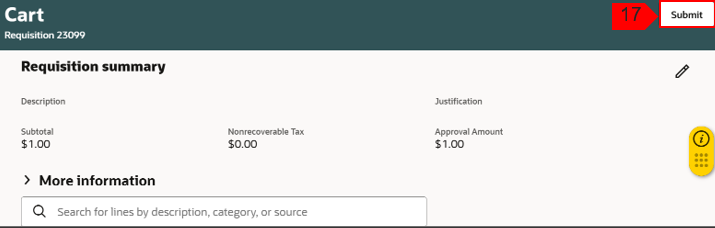 Cart
Requisition 23099
17
Submit
Requisition summary
Description
Justification
Subtotal
Nonrecoverable Tax
Approval Amount
$1.00
$0.00
$1.00
More information
Search for lines by description, category, or source